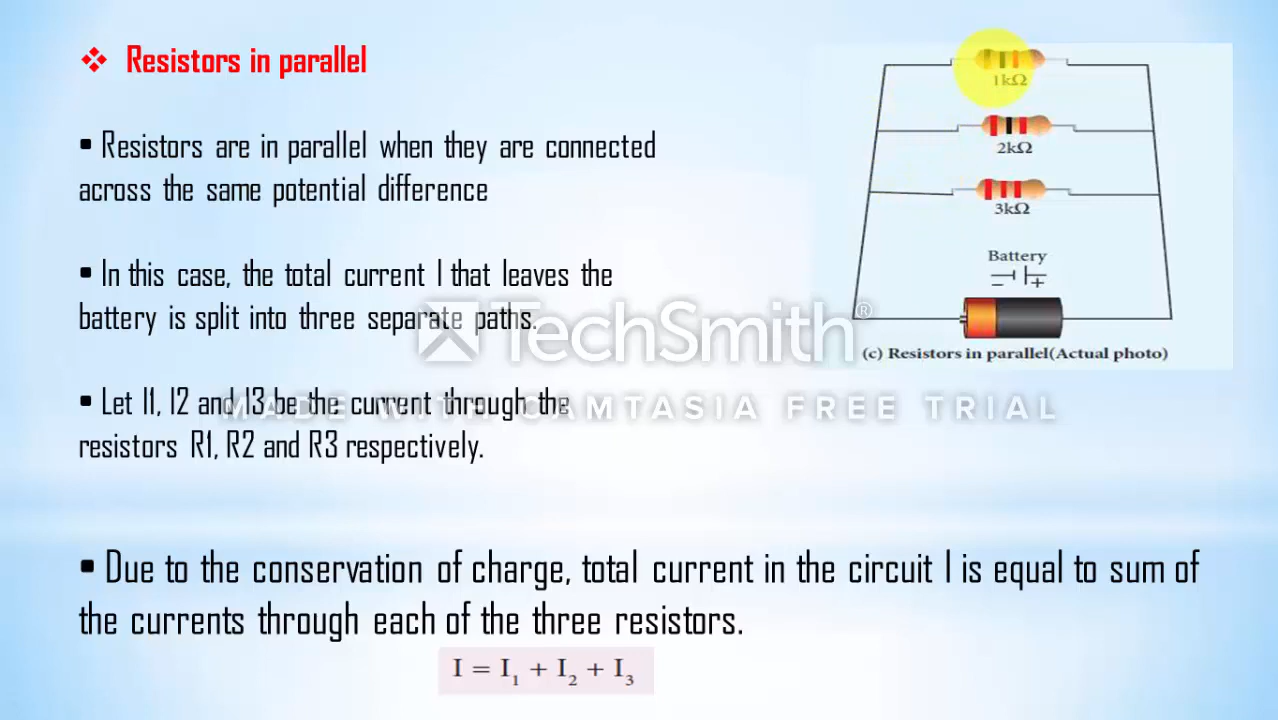 ❖ Resistors in parallel
• Resistors are in parallel when they are connected
across the same potential difference
• In this case, the total current I that leaves the
battery is split into three separate paths.
• Let I1, I2 and I3 be the current through the
resistors R1, R2 and R3 respectively.
• Due to the conservation of charge, total current in the circuit I is equal to sum of
the currents through each of the three resistors.
I = I₁ + I₂ + I₃
1kΩ
2kΩ
3kΩ
Battery
− +
(c) Resistors in parallel(Actual photo)
TechSmith®
MADE WITH CAMTASIA FREE TRIAL